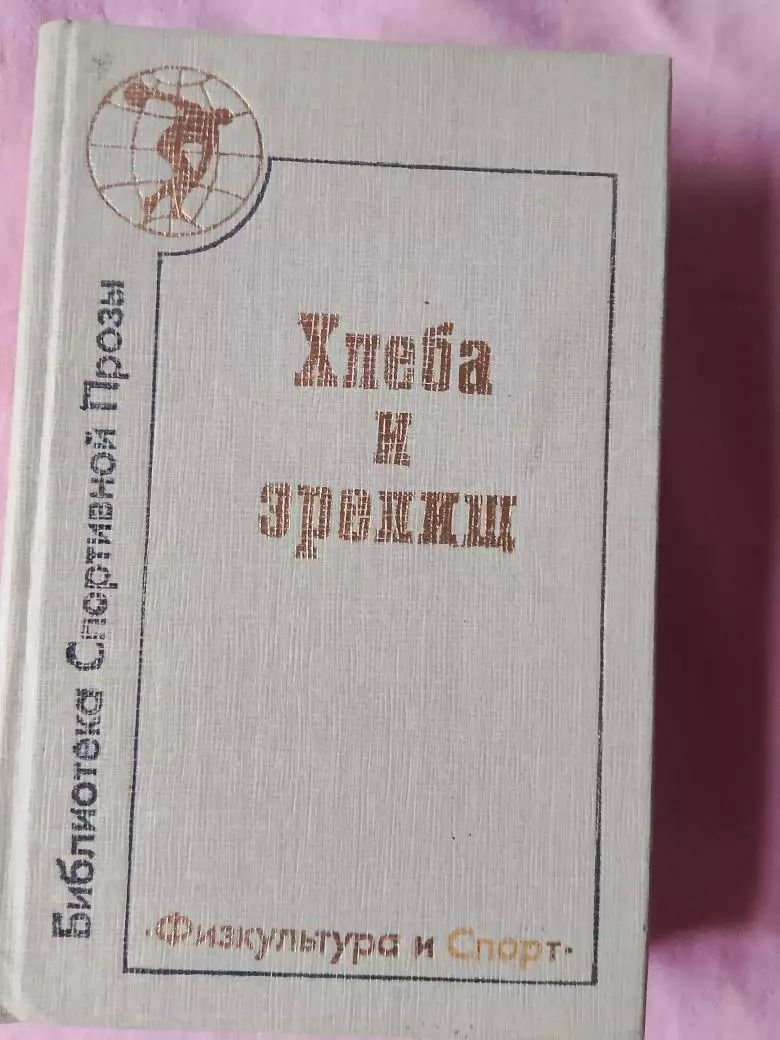 Библиотека Спортивной Прозы
Хлеба
и
зрелищ
·Физкультура и Спорт·